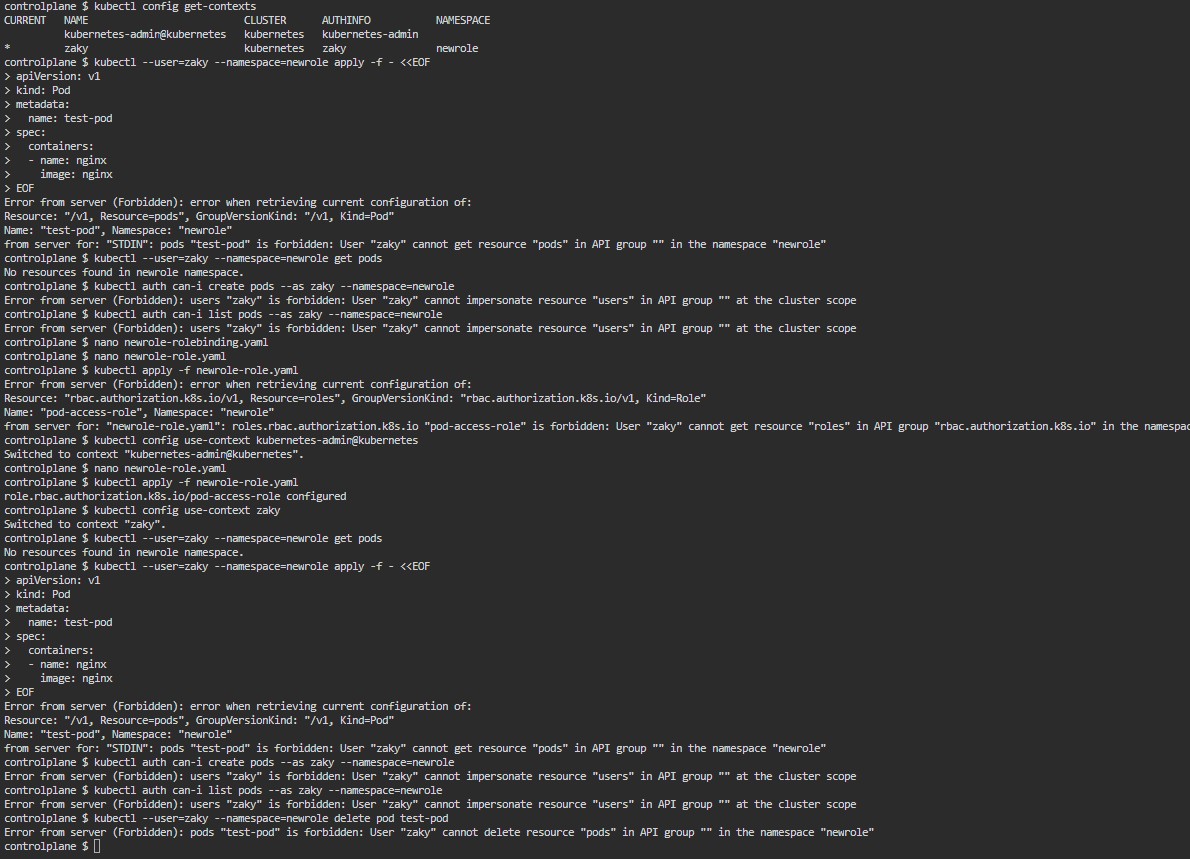 controlplane $ kubectl config get-contexts
CURRENT   NAME                          CLUSTER      AUTHINFO           NAMESPACE
          kubernetes-admin@kubernetes   kubernetes   kubernetes-admin
*         zaky                          kubernetes   zaky               newrole
controlplane $ kubectl --user=zaky --namespace=newrole apply -f - <<EOF
> apiVersion: v1
> kind: Pod
> metadata:
>   name: test-pod
> spec:
>   containers:
>   - name: nginx
>     image: nginx
> EOF
Error from server (Forbidden): error when retrieving current configuration of:
Resource: "/v1, Resource=pods", GroupVersionKind: "/v1, Kind=Pod"
Name: "test-pod", Namespace: "newrole"
from server for: "STDIN": pods "test-pod" is forbidden: User "zaky" cannot get resource "pods" in API group "" in the namespace "newrole"
controlplane $ kubectl --user=zaky --namespace=newrole get pods
No resources found in newrole namespace.
controlplane $ kubectl auth can-i create pods --as zaky --namespace=newrole
Error from server (Forbidden): users "zaky" is forbidden: User "zaky" cannot impersonate resource "users" in API group "" at the cluster scope
controlplane $ kubectl auth can-i list pods --as zaky --namespace=newrole
Error from server (Forbidden): users "zaky" is forbidden: User "zaky" cannot impersonate resource "users" in API group "" at the cluster scope
controlplane $ nano newrole-rolebinding.yaml
controlplane $ nano newrole-role.yaml
controlplane $ kubectl apply -f newrole-role.yaml
Error from server (Forbidden): error when retrieving current configuration of:
Resource: "rbac.authorization.k8s.io/v1, Resource=roles", GroupVersionKind: "rbac.authorization.k8s.io/v1, Kind=Role"
Name: "pod-access-role", Namespace: "newrole"
from server for: "newrole-role.yaml": roles.rbac.authorization.k8s.io "pod-access-role" is forbidden: User "zaky" cannot get resource "roles" in API group "rbac.authorization.k8s.io" in the namespac
controlplane $ kubectl config use-context kubernetes-admin@kubernetes
Switched to context "kubernetes-admin@kubernetes".
controlplane $ nano newrole-role.yaml
controlplane $ kubectl apply -f newrole-role.yaml
role.rbac.authorization.k8s.io/pod-access-role configured
controlplane $ kubectl config use-context zaky
Switched to context "zaky".
controlplane $ kubectl --user=zaky --namespace=newrole get pods
No resources found in newrole namespace.
controlplane $ kubectl --user=zaky --namespace=newrole apply -f - <<EOF
> apiVersion: v1
> kind: Pod
> metadata:
>   name: test-pod
> spec:
>   containers:
>   - name: nginx
>     image: nginx
> EOF
Error from server (Forbidden): error when retrieving current configuration of:
Resource: "/v1, Resource=pods", GroupVersionKind: "/v1, Kind=Pod"
Name: "test-pod", Namespace: "newrole"
from server for: "STDIN": pods "test-pod" is forbidden: User "zaky" cannot get resource "pods" in API group "" in the namespace "newrole"
controlplane $ kubectl auth can-i create pods --as zaky --namespace=newrole
Error from server (Forbidden): users "zaky" is forbidden: User "zaky" cannot impersonate resource "users" in API group "" at the cluster scope
controlplane $ kubectl auth can-i list pods --as zaky --namespace=newrole
Error from server (Forbidden): users "zaky" is forbidden: User "zaky" cannot impersonate resource "users" in API group "" at the cluster scope
controlplane $ kubectl --user=zaky --namespace=newrole delete pod test-pod
Error from server (Forbidden): pods "test-pod" is forbidden: User "zaky" cannot delete resource "pods" in API group "" in the namespace "newrole"
controlplane $